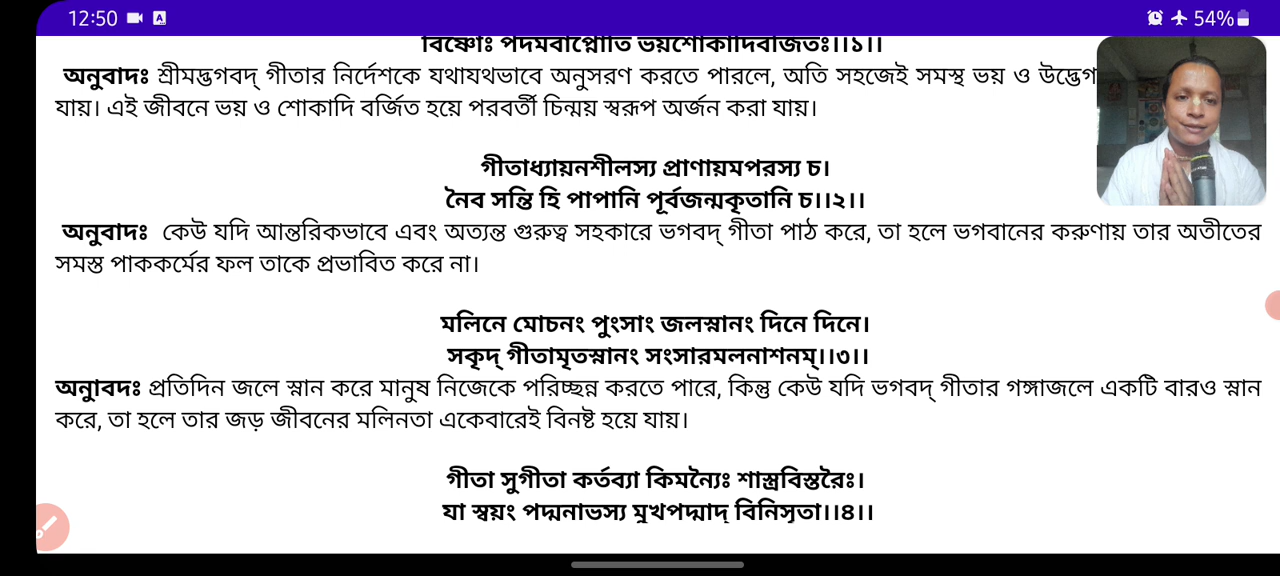 12:50 54%
বিষ্ণোঃ পদমবাপ্নোতি ভয়শোকাদিবর্জিতঃ।।১।।
অনুবাদঃ শ্রীমদ্ভগবদ্ গীতার নির্দেশকে যথাযথভাবে অনুসরণ করতে পারলে, অতি সহজেই সমস্থ ভয় ও উদ্ভেগ
যায়। এই জীবনে ভয় ও শোকাদি বর্জিত হয়ে পরবর্তী চিন্ময় স্বরূপ অর্জন করা যায়।
গীতাধ্যায়নশীলস্য প্রাণায়মপরস্য চ।
নৈব সন্তি হি পাপানি পূর্বজন্মকৃতানি চ।।২।।
অনুবাদঃ কেউ যদি আন্তরিকভাবে এবং অত্যন্ত গুরুত্ব সহকারে ভগবদ্ গীতা পাঠ করে, তা হলে ভগবানের করুণায় তার অতীতের
সমস্ত পাককর্মের ফল তাকে প্রভাবিত করে না।
মলিনে মোচনং পুংসাং জলস্নানং দিনে দিনে।
সকৃদ্ গীতামৃতস্নানং সংসারমলনাশনম্।।৩।।
অনুাবদঃ প্রতিদিন জলে স্নান করে মানুষ নিজেকে পরিচ্ছন্ন করতে পারে, কিন্তু কেউ যদি ভগবদ্ গীতার গঙ্গাজলে একটি বারও স্নান
করে, তা হলে তার জড় জীবনের মলিনতা একেবারেই বিনষ্ট হয়ে যায়।
গীতা সুগীতা কর্তব্যা কিমন্যৈঃ শাস্ত্রবিস্তরৈঃ।
যা স্বয়ং পদ্মনাভস্য মুখপদ্মাদ্ বিনিসৃতা।।৪।।